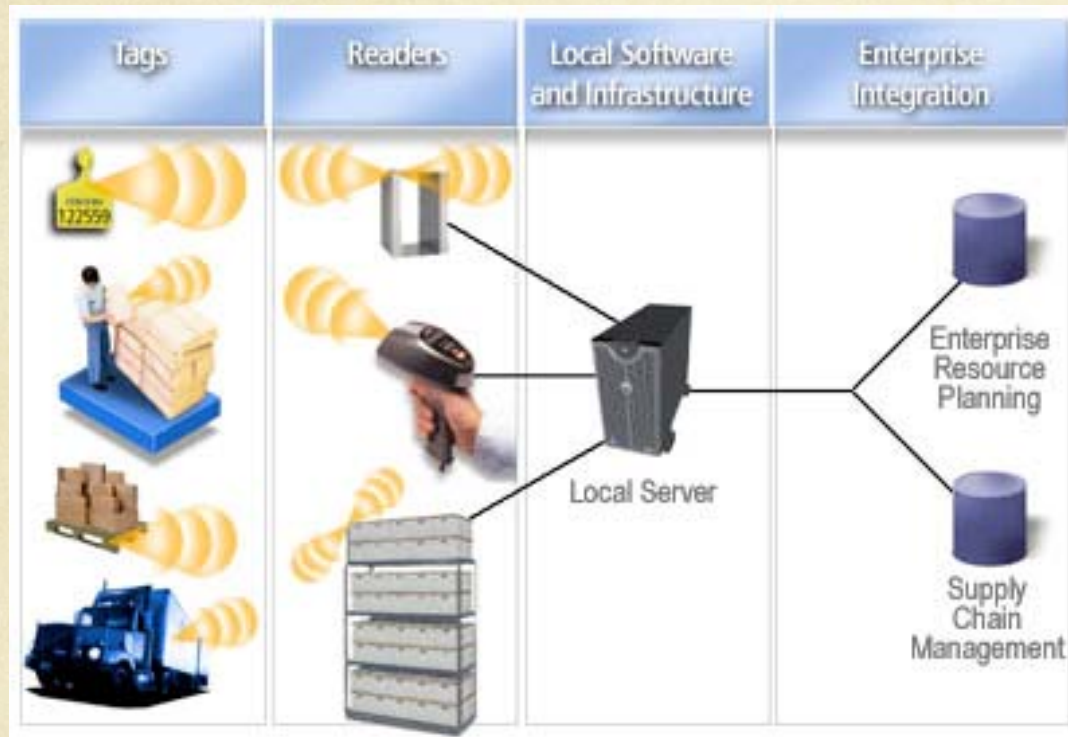 Tags
Readers
Local Software
and Infrastructure
Enterprise
Integration
122559
Local Server
Enterprise
Resource
Planning
Supply
Chain
Management